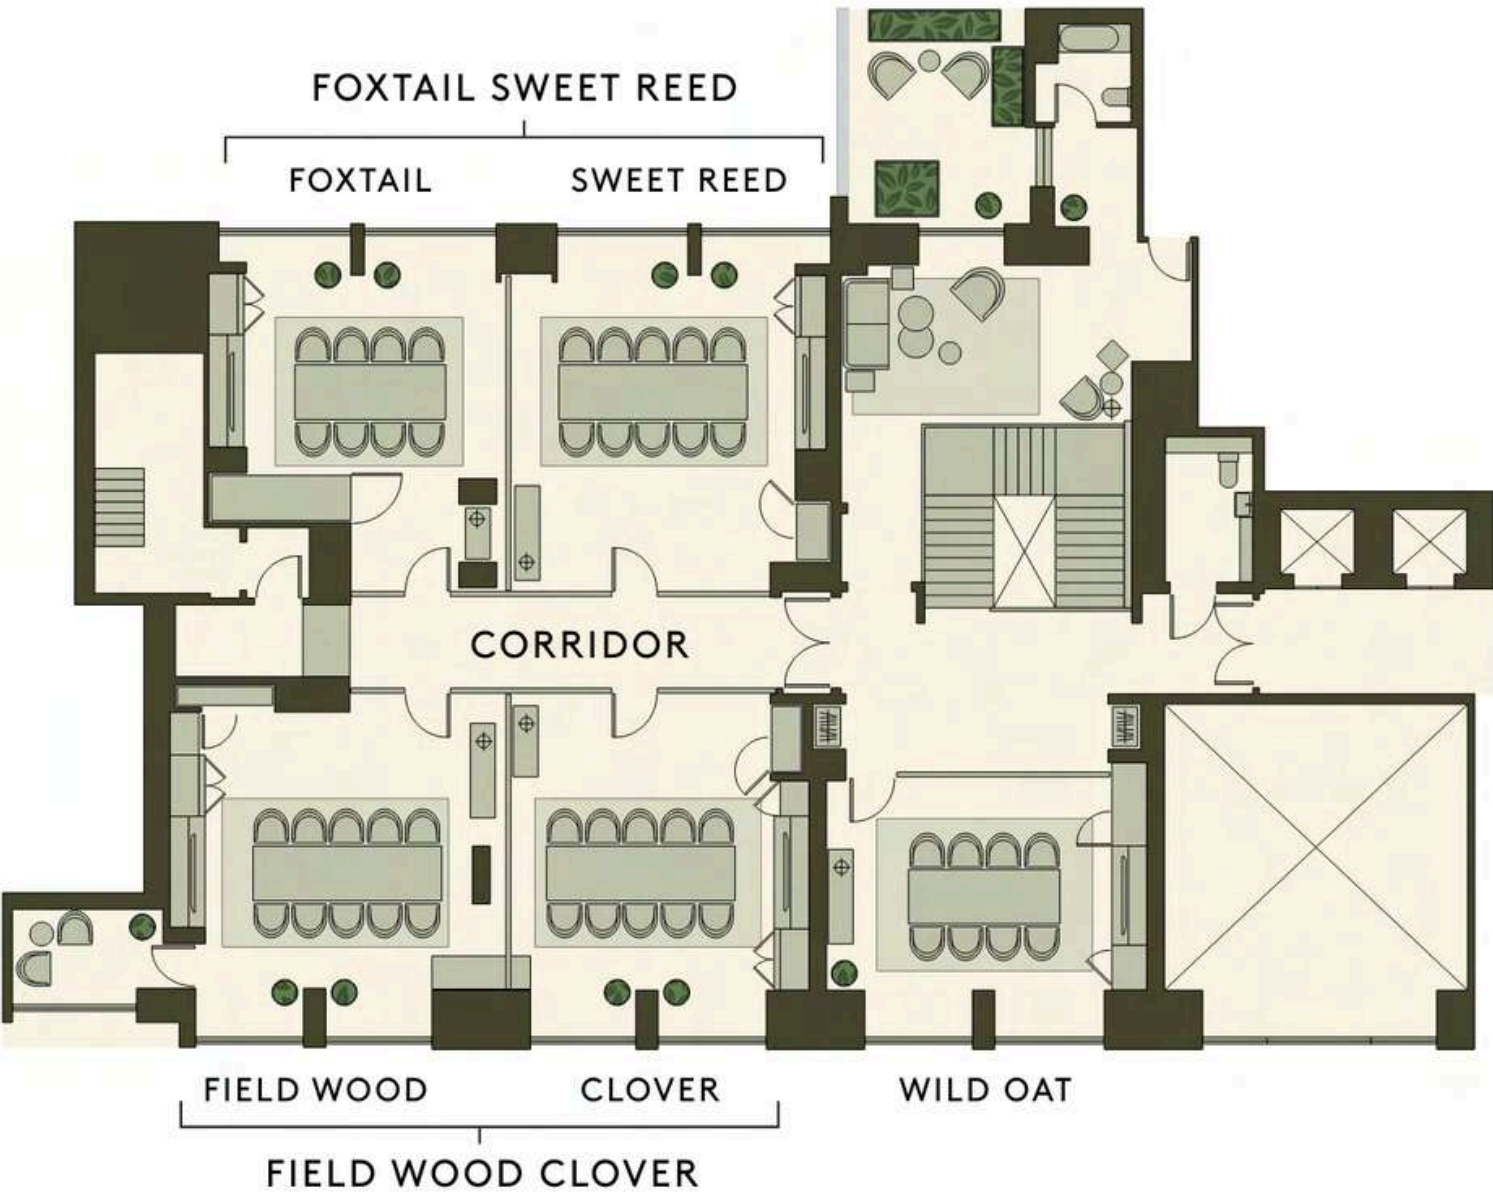 FOXTAIL SWEET REED
FOXTAIL
SWEET REED
CORRIDOR
FIELD WOOD
CLOVER
WILD OAT
FIELD WOOD CLOVER